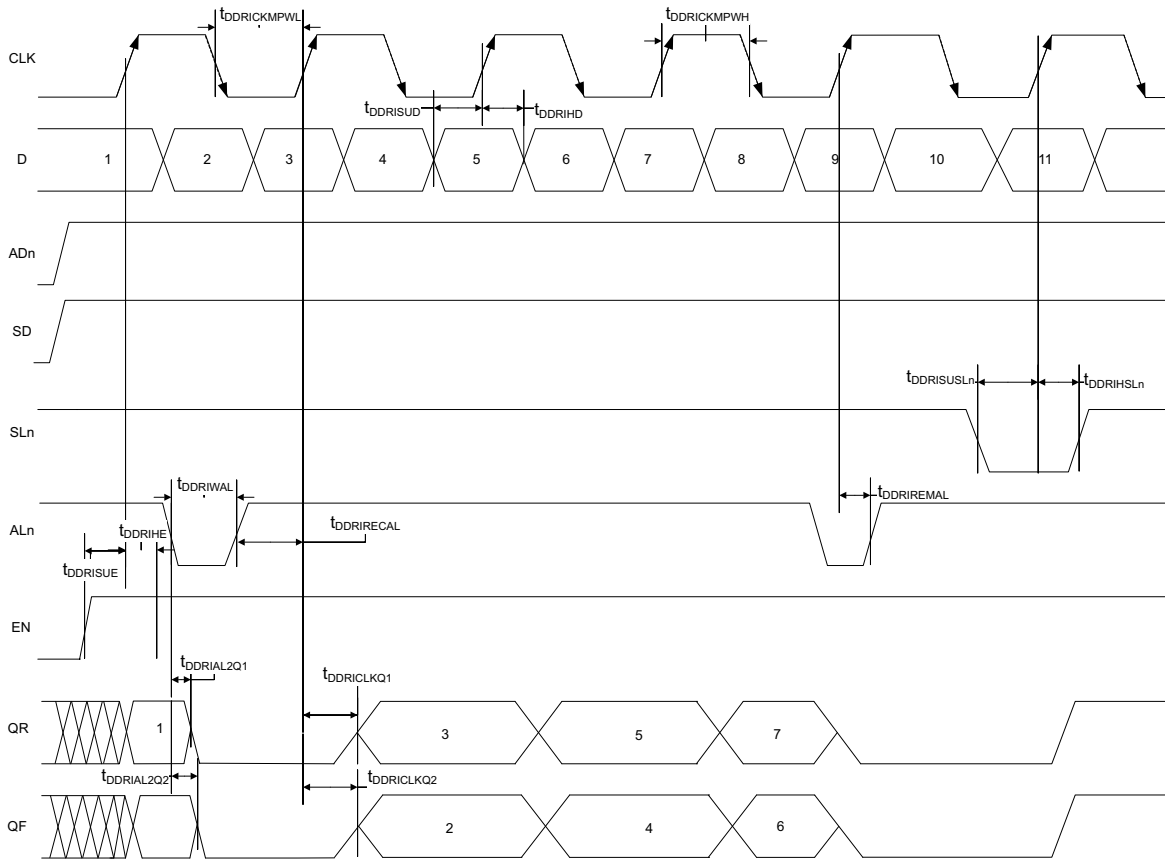 tDDRICKMPWL
tDDRICKMPWH
CLK
tDDRISUD
tDDRIHD
D
1
2
3
4
5
6
7
8
9
10
11
ADn
SD
tDDRISUSLn
tDDRIHSLn
SLn
tDDRIWAL
tDDRIREMAL
ALn
tDDRIHE
tDDRIRECAL
tDDRISUE
EN
tDDRIAL2Q1
tDDRICLKQ1
QR
1
3
5
7
tDDRIAL2Q2
tDDRICLKQ2
QF
2
4
6